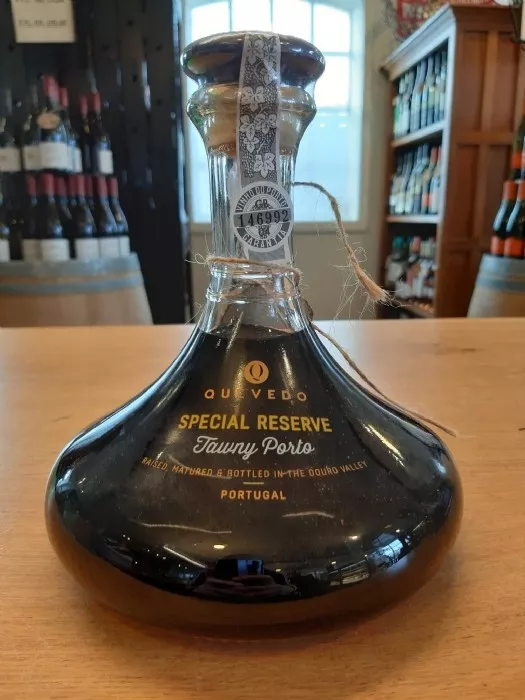 VINHO DO PORTO
146992
GARANTIA
Q
QUEVEDO
SPECIAL RESERVE
Tawny Porto
RAISED, MATURED & BOTTLED IN THE DOURO VALLEY
PORTUGAL